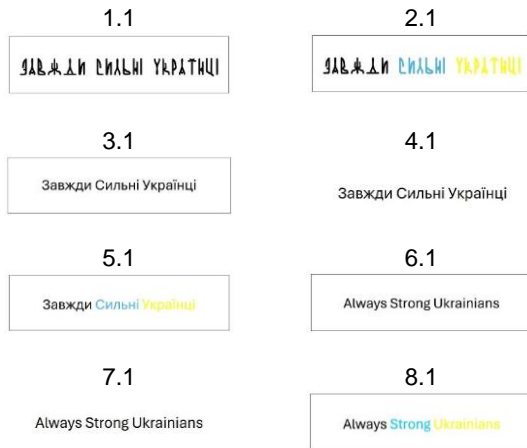 1.1
2.1
ЗАВЖДИ СИЛЬНІ УКРАЇНЦІ
ЗАВЖДИ СИЛЬНІ УКРАЇНЦІ
3.1
4.1
Завжди Сильні Українці
Завжди Сильні Українці
5.1
6.1
Завжди Сильні Українці
Always Strong Ukrainians
7.1
8.1
Always Strong Ukrainians
Always Strong Ukrainians